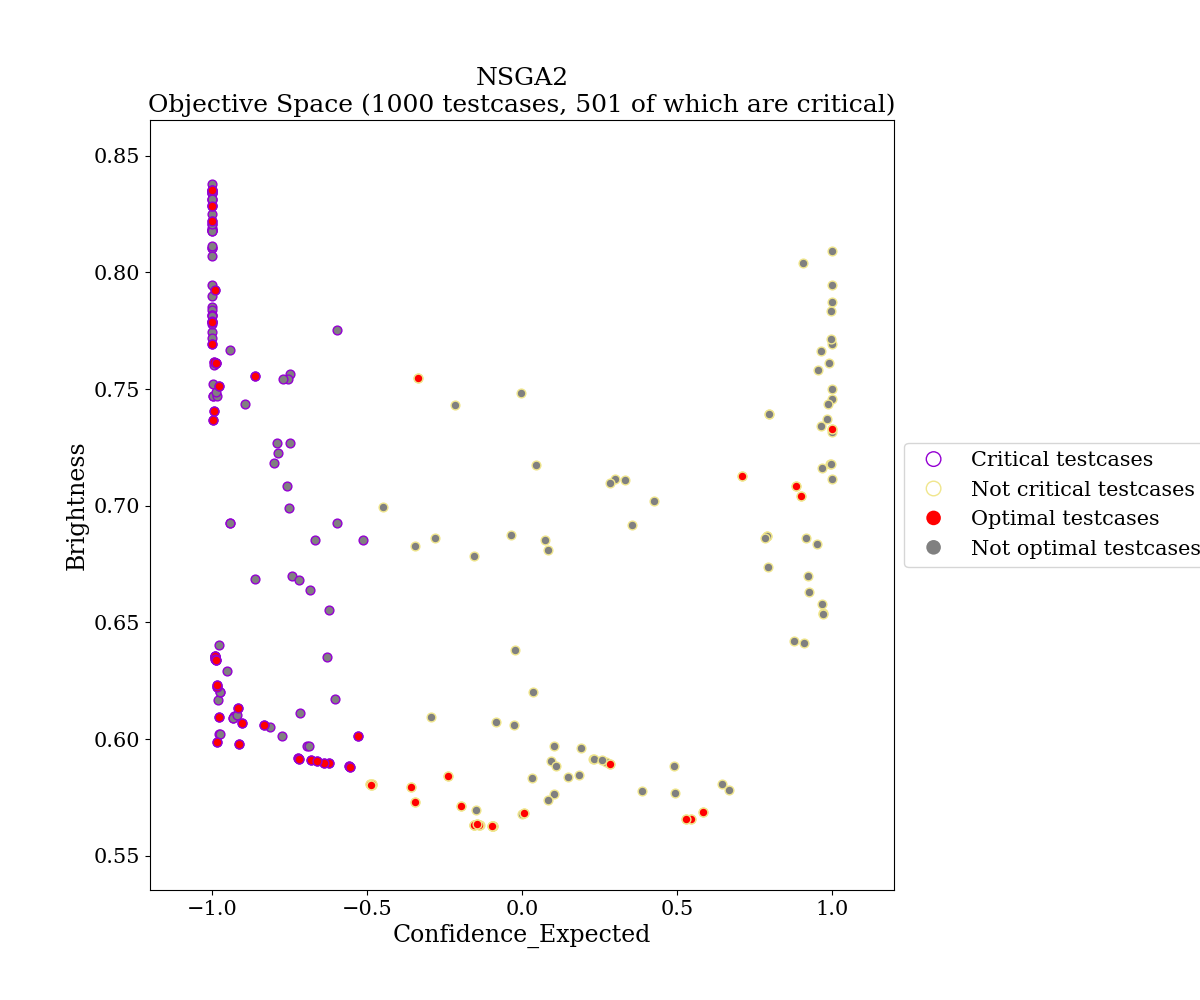 NSGA2
Objective Space (1000 testcases, 501 of which are critical)
0.85
0.80
0.75
0.70
0.65
0.60
0.55
Brightness
−1.0
−0.5
0.0
0.5
1.0
Confidence_Expected
Critical testcases
Not critical testcases
Optimal testcases
Not optimal testcases